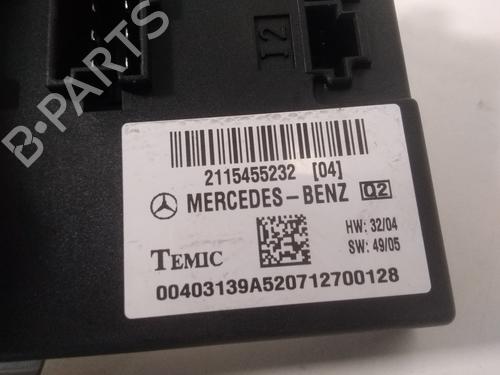 12
B-PARTS
2115455232 [04]
MERCEDES-BENZ Q2
HW: 32/04
SW: 49/05
TEMIC
00403139A520712700128